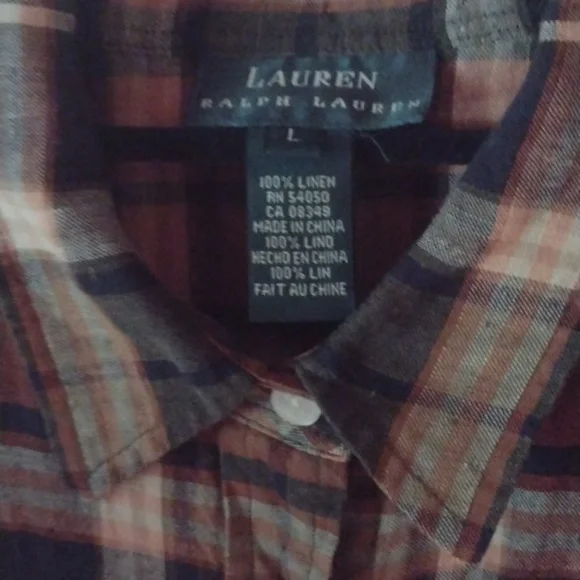 LAUREN
RALPH LAUREN
L
100% LINEN
RN 54050
CA 08349
MADE IN CHINA
100% LINO
HECHO EN CHINA
100% LIN
FAIT AU CHINE